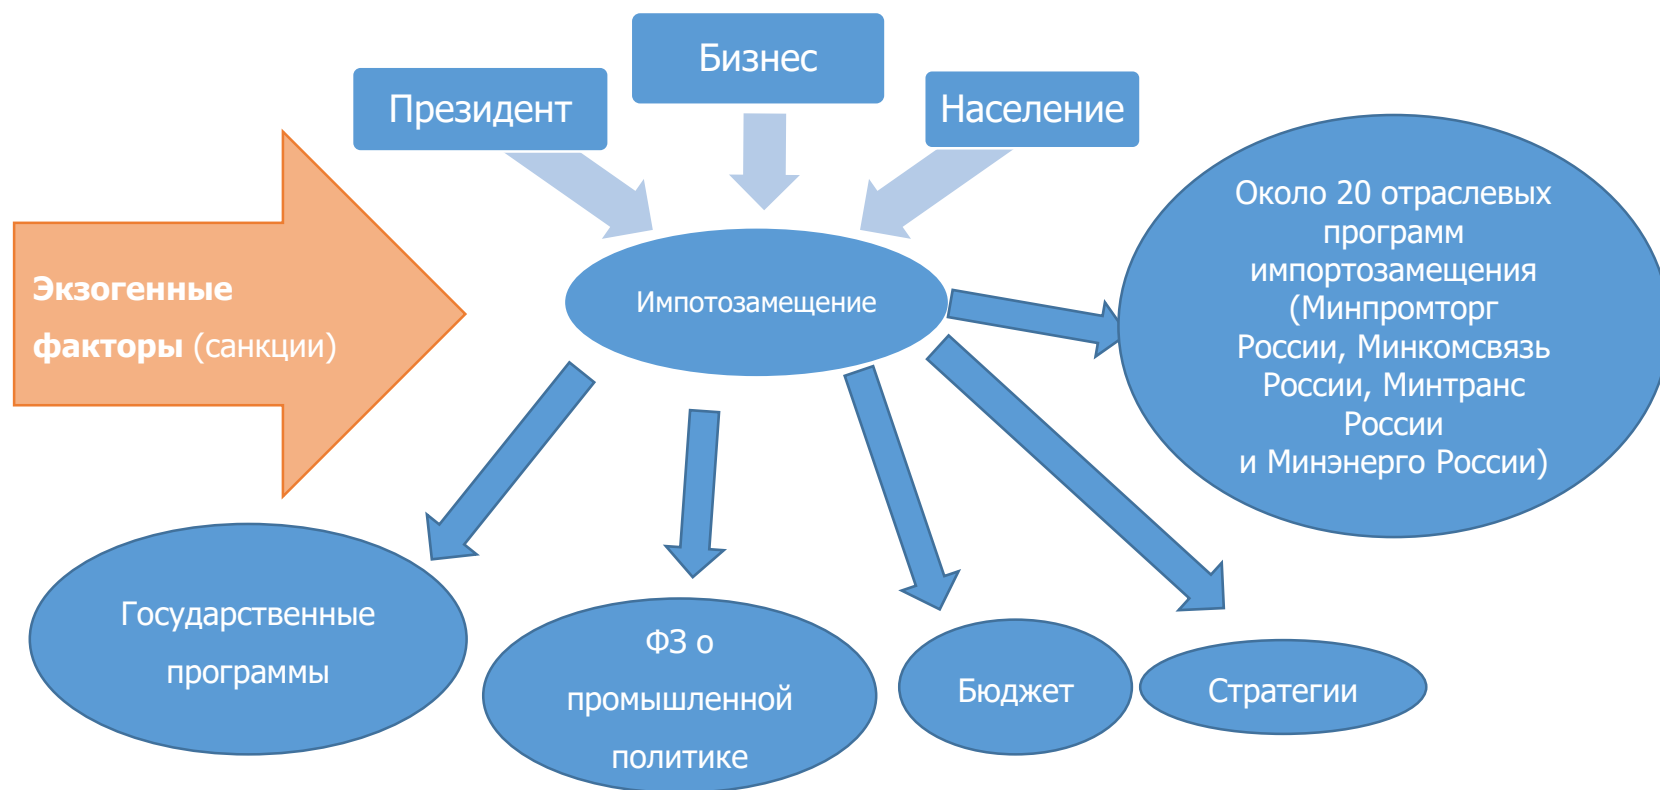 Бизнес
Президент
Население
Экзогенные
факторы (санкции)
Импотозамещение
Около 20 отраслевых
программ
импортозамещения
(Минпромторг
России, Минкомсвязь
России, Минтранс
России
и Минэнерго России)
Государственные
программы
ФЗ о
промышленной
политике
Бюджет
Стратегии